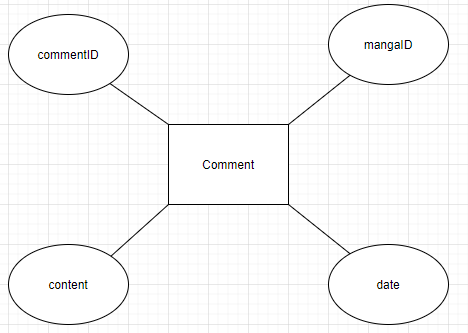 commentID
mangaID
Comment
content
date